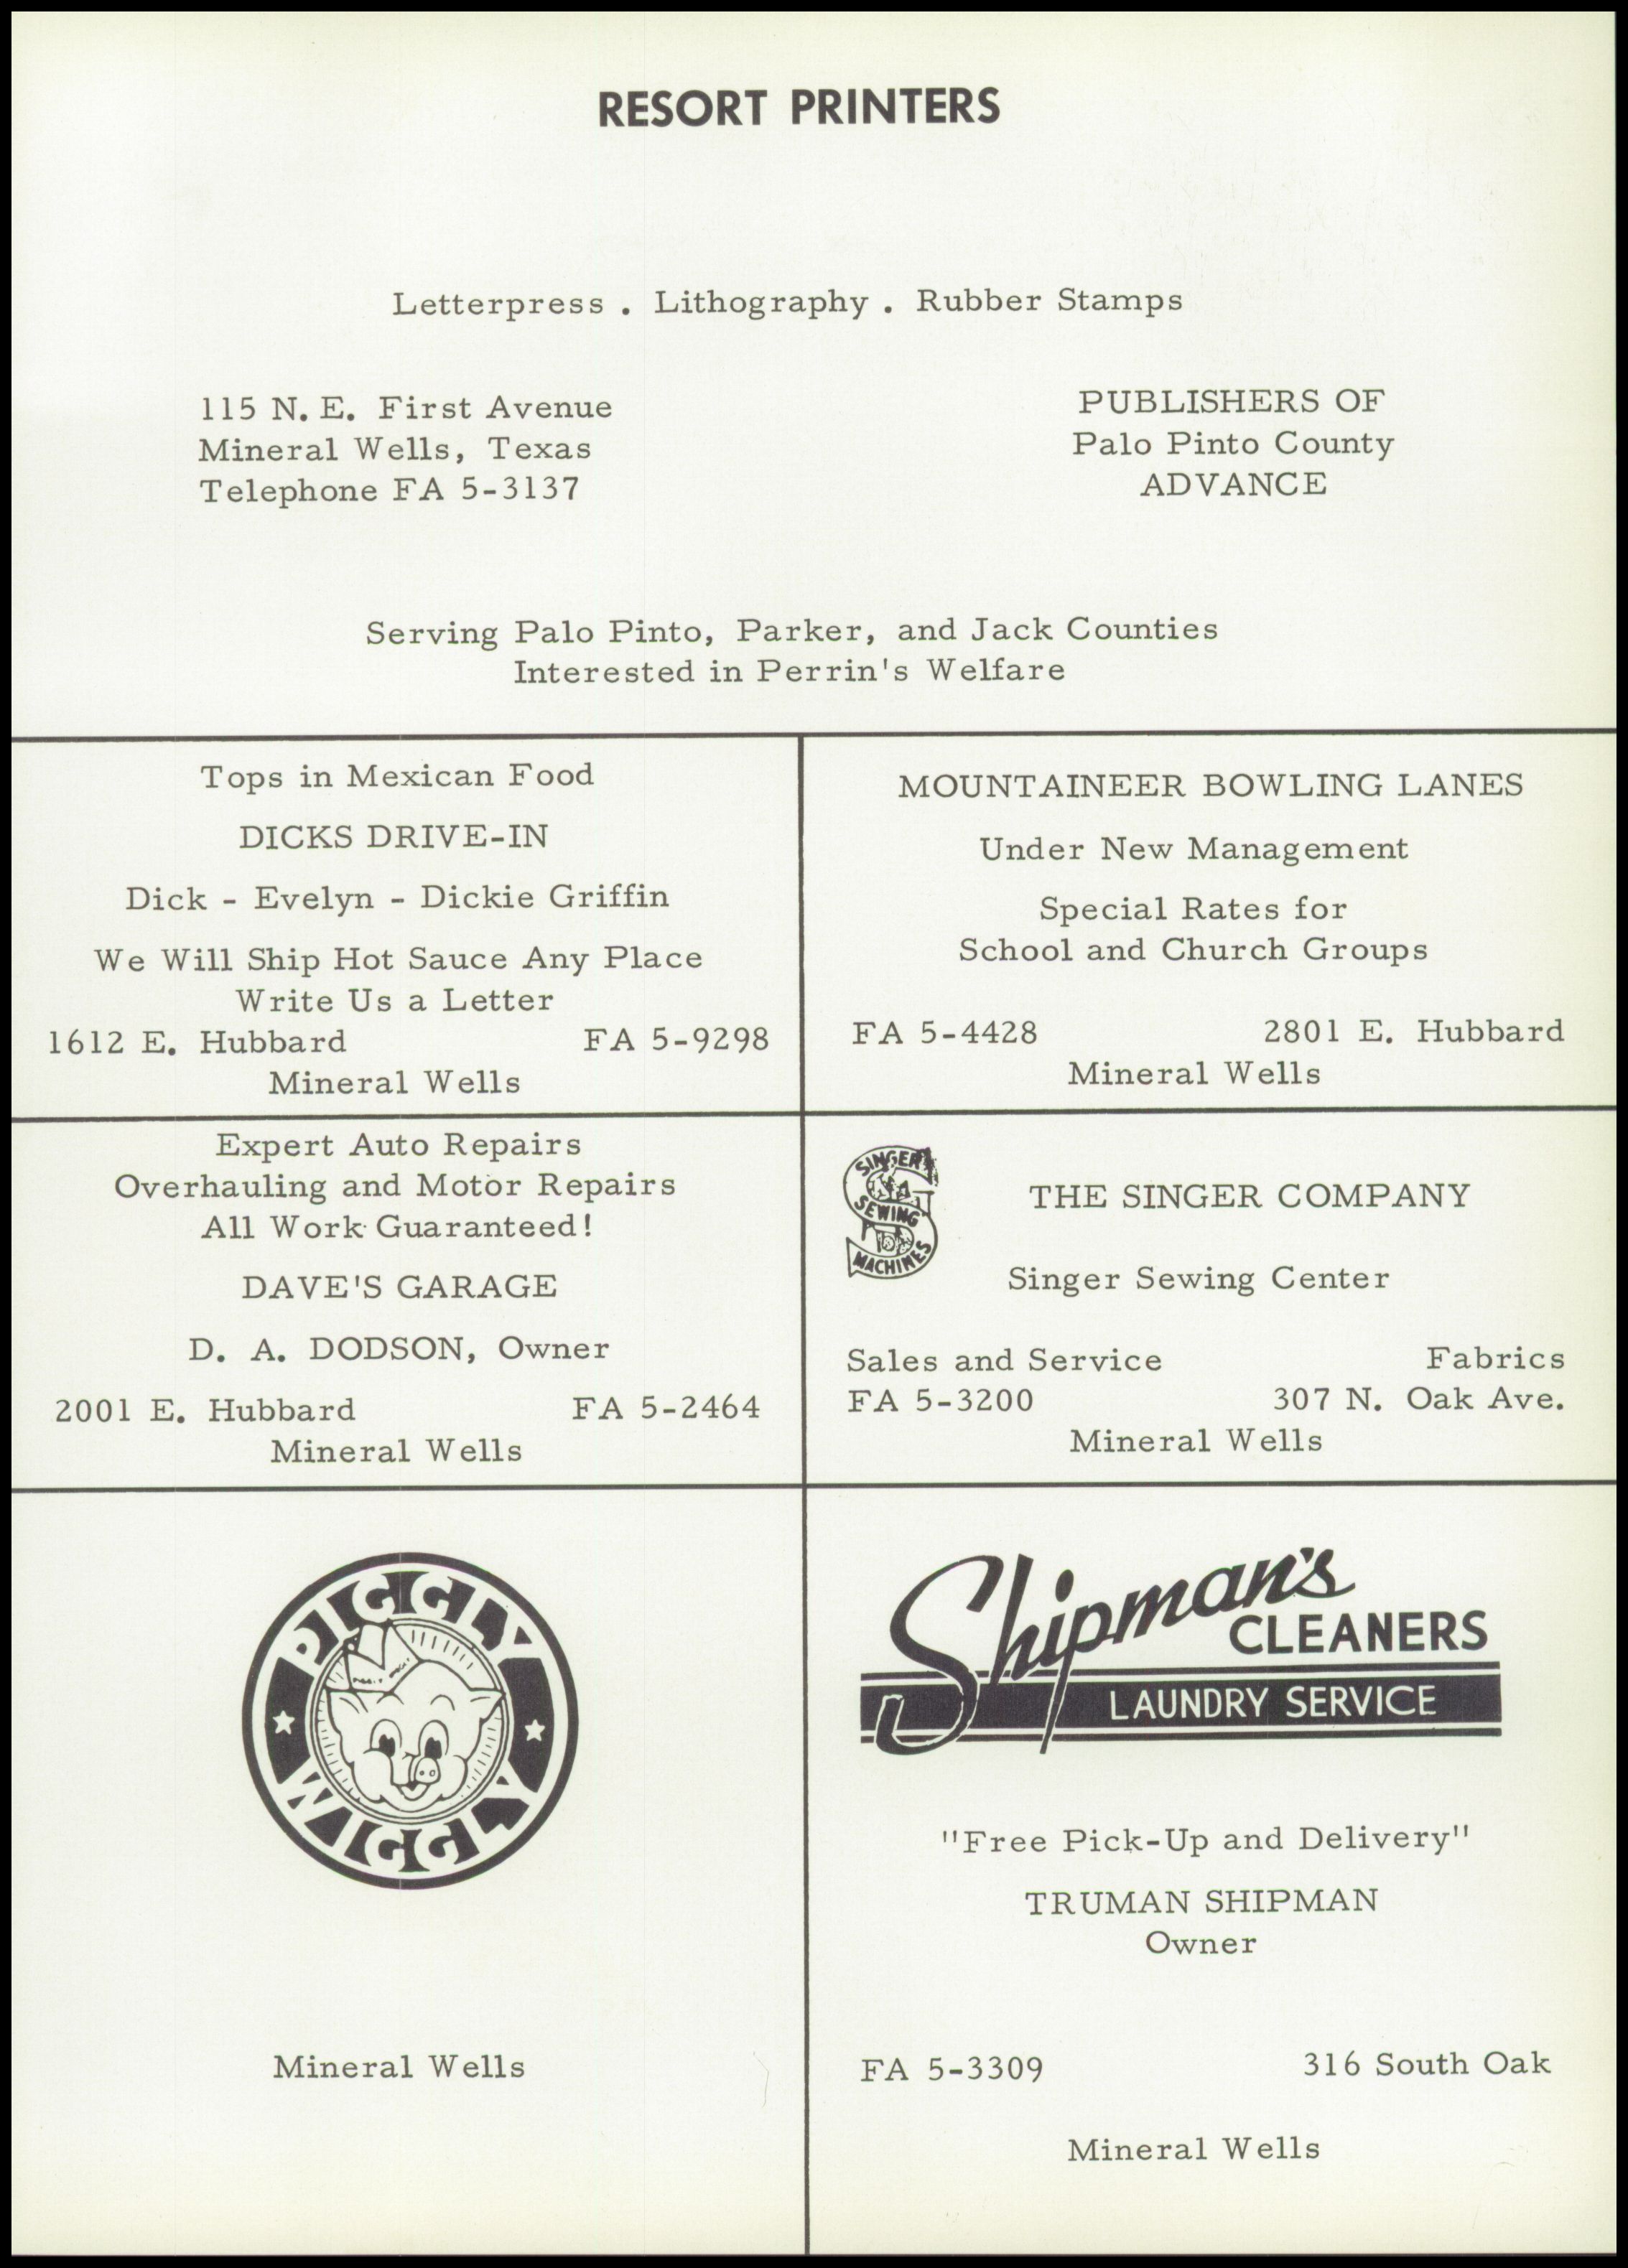 RESORT PRINTERS
Letterpress . Lithography . Rubber Stamps
115 N. E. First Avenue
Mineral Wells, Texas
Telephone FA 5-3137
PUBLISHERS OF
Palo Pinto County
ADVANCE
Serving Palo Pinto, Parker, and Jack Counties
Interested in Perrin's Welfare
Tops in Mexican Food
DICKS DRIVE-IN
Dick - Evelyn - Dickie Griffin
We Will Ship Hot Sauce Any Place
Write Us a Letter
1612 E. Hubbard FA 5-9298
Mineral Wells
MOUNTAINEER BOWLING LANES
Under New Management
Special Rates for
School and Church Groups
FA 5-4428 2801 E. Hubbard
Mineral Wells
Expert Auto Repairs
Overhauling and Motor Repairs
All Work Guaranteed!
DAVE'S GARAGE
D. A. DODSON, Owner
2001 E. Hubbard FA 5-2464
Mineral Wells
SINGER
SEWING
MACHINES
THE SINGER COMPANY
Singer Sewing Center
Sales and Service Fabrics
FA 5-3200 307 N. Oak Ave.
Mineral Wells
PIGGLY
WIGGLY
Mineral Wells
Shipman's
CLEANERS
LAUNDRY SERVICE
"Free Pick-Up and Delivery"
TRUMAN SHIPMAN
Owner
FA 5-3309 316 South Oak
Mineral Wells